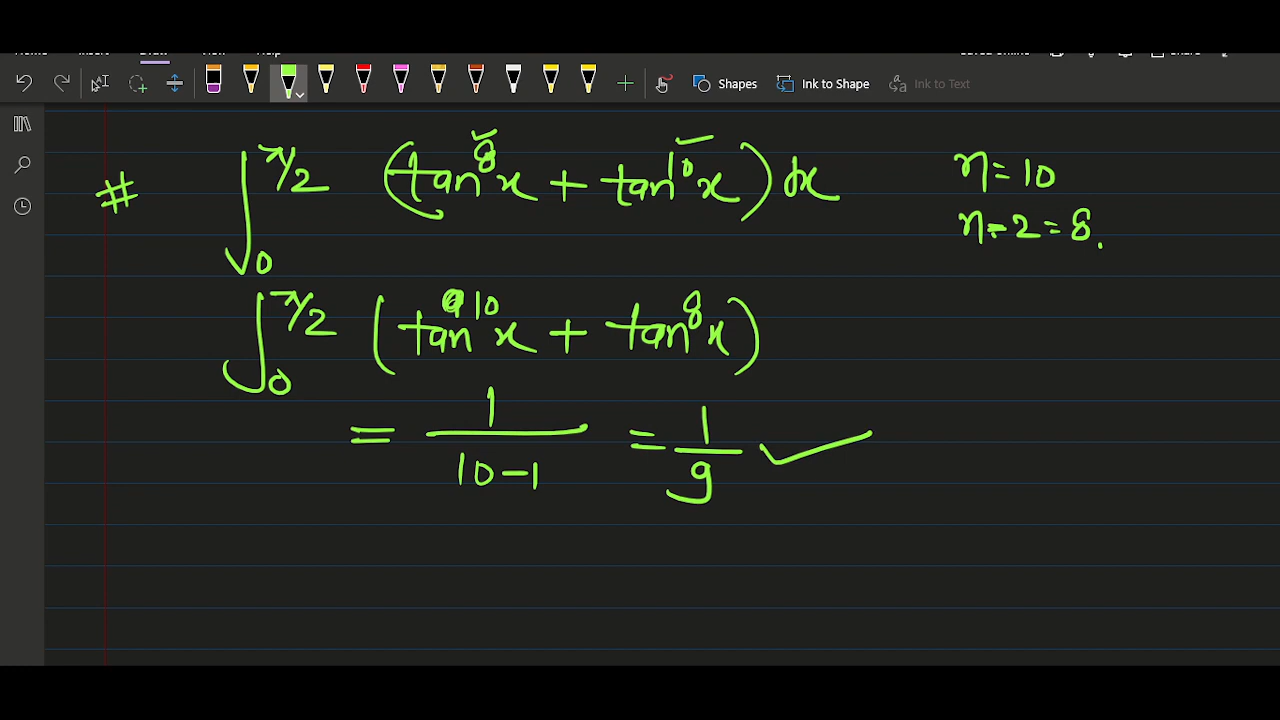 Shapes Ink to Shape Ink to Text
# ∫₀^π/2 (tan⁸x + tan¹⁰x) dx n = 10
n-2 = 8.
∫₀^π/2 (tan¹⁰x + tan⁸x)
= 1/(10-1) = 1/9 ✓